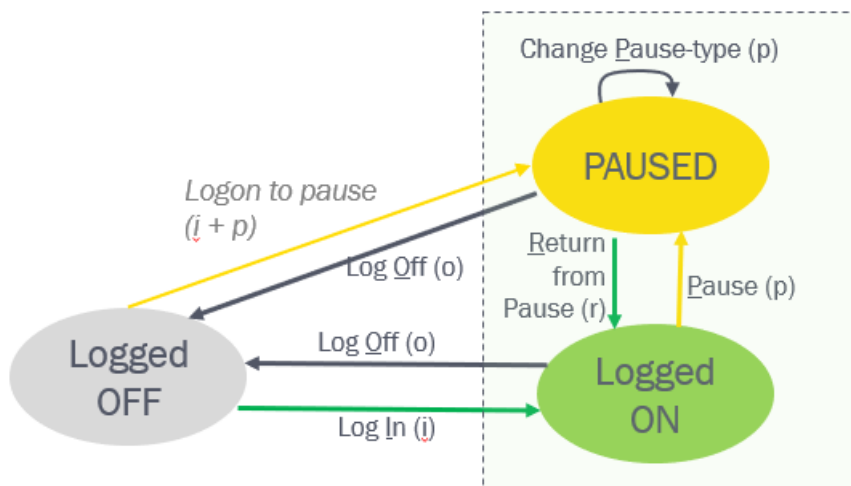 Change Pause-type (p)
PAUSED
Logon to pause
(i + p)
Log Off (o)
Return
from
Pause (r)
Pause (p)
Log Off (o)
Logged
OFF
Logged
ON
Log In (i)